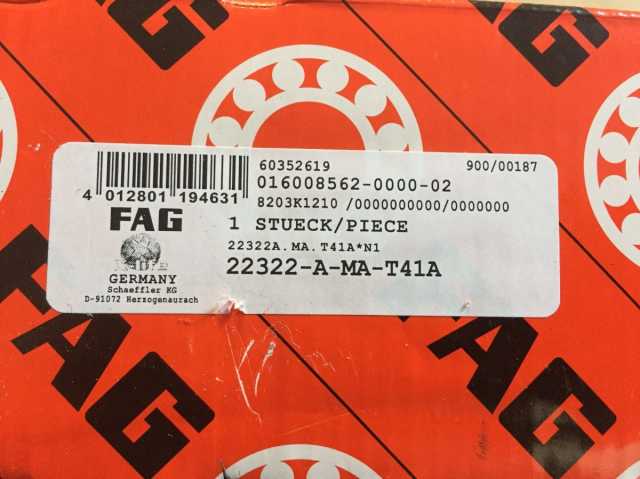 FAG
FAG
60352619
900/00187
016008562-0000-02
8203K1210 /0000000000/0000000
4 012801 194631
FAG
1 STUECK/PIECE
22322A.MA.T41A*N1
22322-A-MA-T41A
GERMANY
Schaeffler KG
D-91072 Herzogenaurach
FAG
FAG